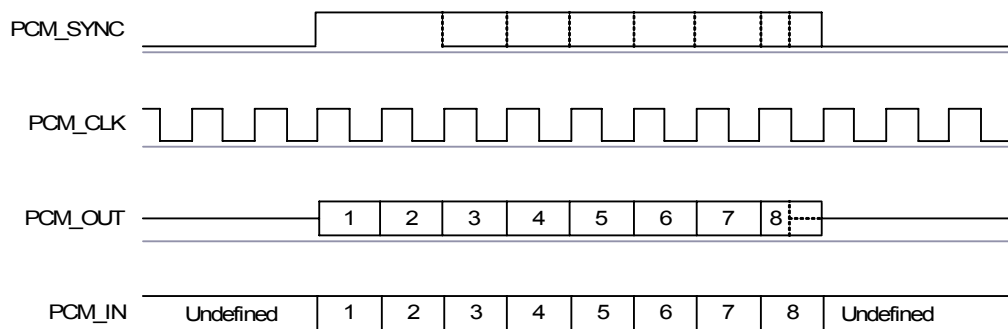 PCM_SYNC
PCM_CLK
PCM_OUT 1 2 3 4 5 6 7 8
PCM_IN Undefined 1 2 3 4 5 6 7 8 Undefined